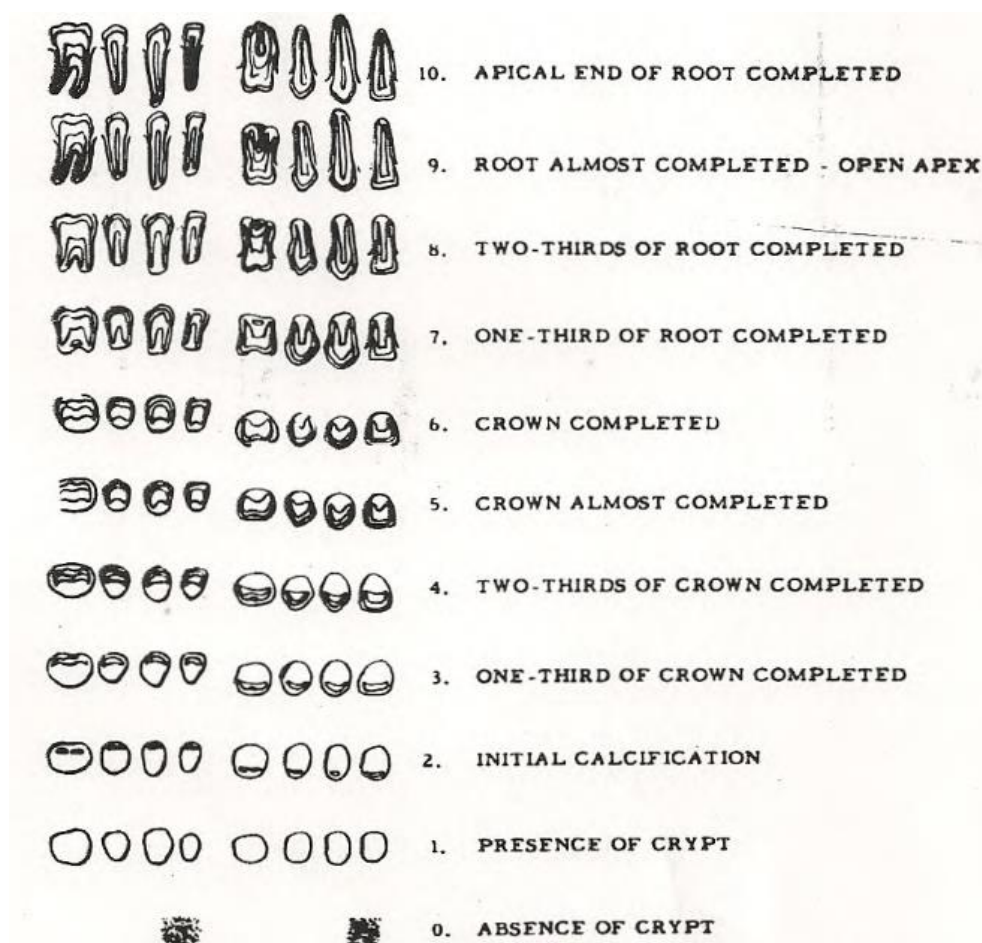 10. APICAL END OF ROOT COMPLETED
9. ROOT ALMOST COMPLETED - OPEN APEX
8. TWO-THIRDS OF ROOT COMPLETED
7. ONE-THIRD OF ROOT COMPLETED
6. CROWN COMPLETED
5. CROWN ALMOST COMPLETED
4. TWO-THIRDS OF CROWN COMPLETED
3. ONE-THIRD OF CROWN COMPLETED
2. INITIAL CALCIFICATION
1. PRESENCE OF CRYPT
0. ABSENCE OF CRYPT